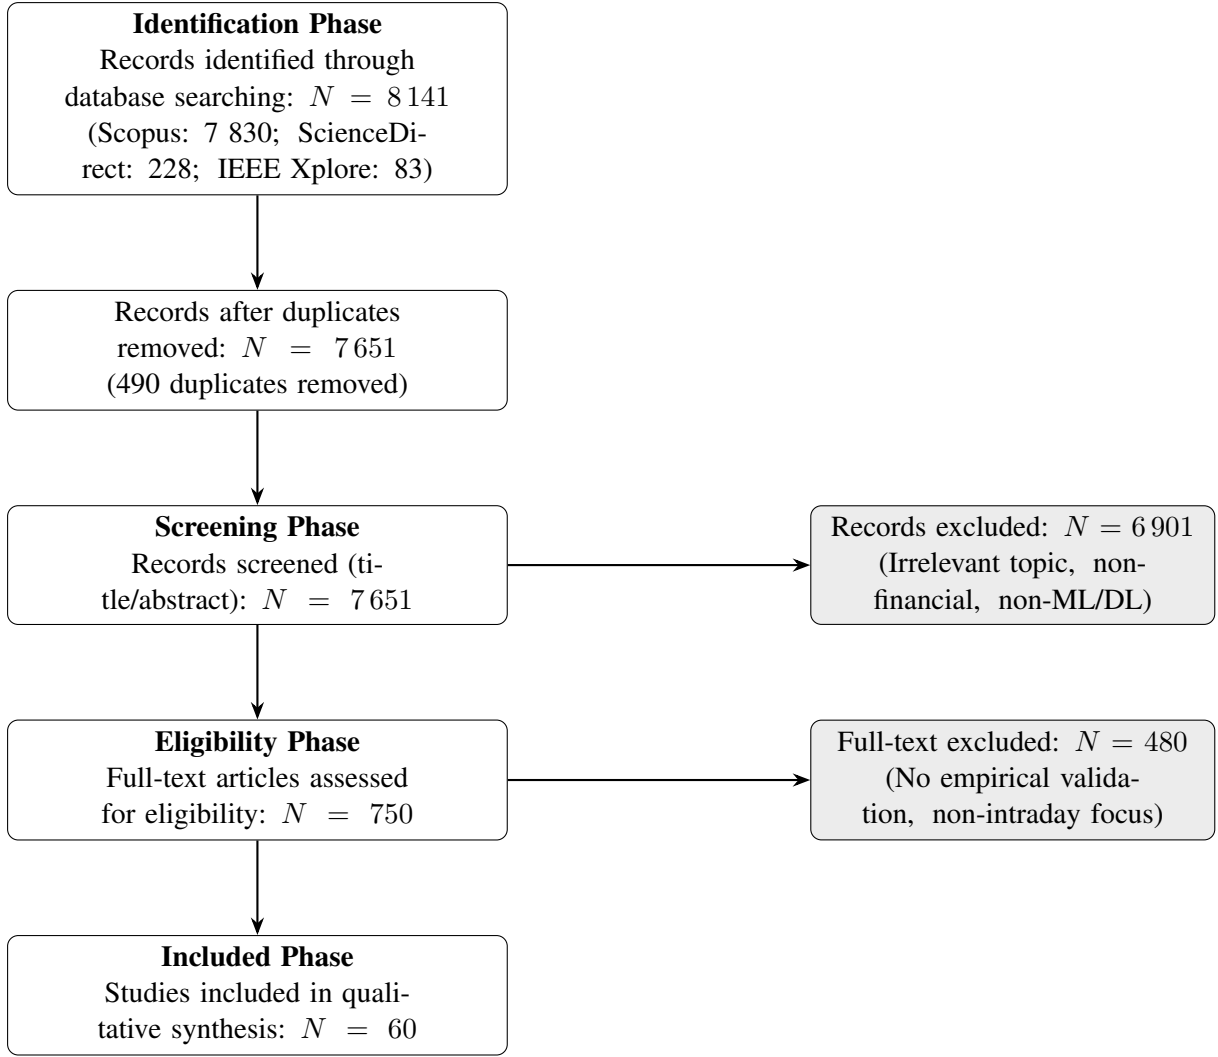 Identification Phase
Records identified through
database searching: N = 8 141
(Scopus: 7 830; ScienceDi-
rect: 228; IEEE Xplore: 83)
Records after duplicates
removed: N = 7 651
(490 duplicates removed)
Screening Phase
Records screened (ti-
tle/abstract): N = 7 651
Records excluded: N = 6 901
(Irrelevant topic, non-
financial, non-ML/DL)
Eligibility Phase
Full-text articles assessed
for eligibility: N = 750
Full-text excluded: N = 480
(No empirical valida-
tion, non-intraday focus)
Included Phase
Studies included in quali-
tative synthesis: N = 60